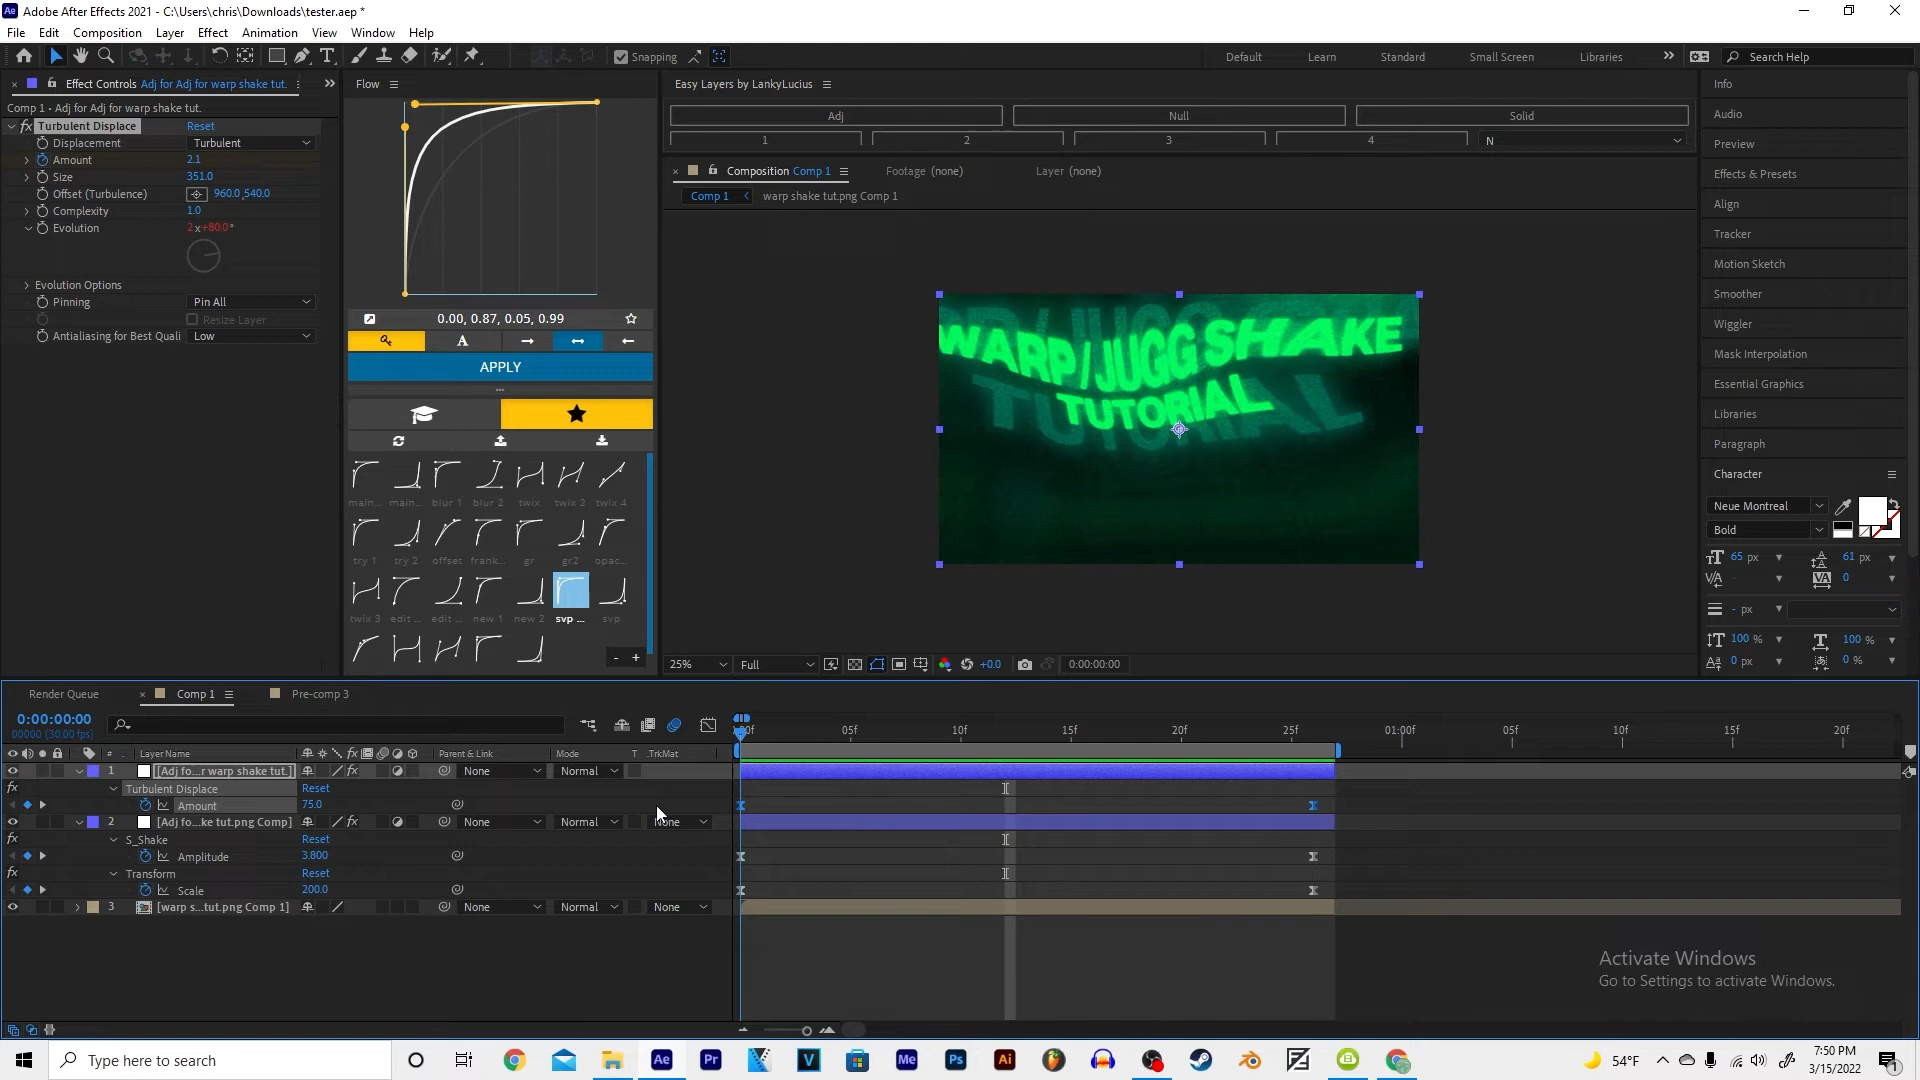 Adobe After Effects 2021 - C:\Users\chris\Downloads\tester.aep *
File Edit Composition Layer Effect Animation View Window Help
Snapping
Default Learn Standard Small Screen Libraries Search Help
Effect Controls Adj for Adj for warp shake tut.
Comp 1 • Adj for Adj for warp shake tut.
fx Turbulent Displace Reset
Displacement Turbulent
Amount 2.1
Size 351.0
Offset (Turbulence) 960.0,540.0
Complexity 1.0
Evolution 2x+80.0°
Evolution Options
Pinning Pin All
Resize Layer
Antialiasing for Best Quali Low
Flow
0.00, 0.87, 0.05, 0.99
A
APPLY
main... main... blur 1 blur 2 twix twix 2 twix 4
try 1 try 2 offset frank... gr gr2 opac...
twix 3 edit ... edit ... new 1 new 2 svp ... svp
- +
Easy Layers by LankyLucius
Adj Null Solid
1 2 3 4 N
Composition Comp 1 Footage (none) Layer (none)
Comp 1 warp shake tut.png Comp 1
WARP/JUGG SHAKE
TUTORIAL
25% Full +0.0 0:00:00:00
Info
Audio
Preview
Effects & Presets
Align
Tracker
Motion Sketch
Smoother
Wiggler
Mask Interpolation
Essential Graphics
Libraries
Paragraph
Character
Neue Montreal
Bold
65 px 61 px
- 0
- px
100 % 100 %
0 px 0 %
Render Queue Comp 1 Pre-comp 3
0:00:00:00
00000 (30.00 fps)
05f 10f 15f 20f 25f 01:00f 05f 10f 15f 20f
# Layer Name Parent & Link Mode T .TrkMat
1 [Adj fo...r warp shake tut.] fx None Normal
fx Turbulent Displace Reset
Amount 75.0
2 [Adj fo...ke tut.png Comp] fx None Normal None
fx S_Shake Reset
Amplitude 3.800
fx Transform Reset
Scale 200.0
3 [warp s...tut.png Comp 1] None Normal None
Activate Windows
Go to Settings to activate Windows.
Type here to search
Ae Pr V Me Ps Ai
54°F
7:50 PM
3/15/2022
1